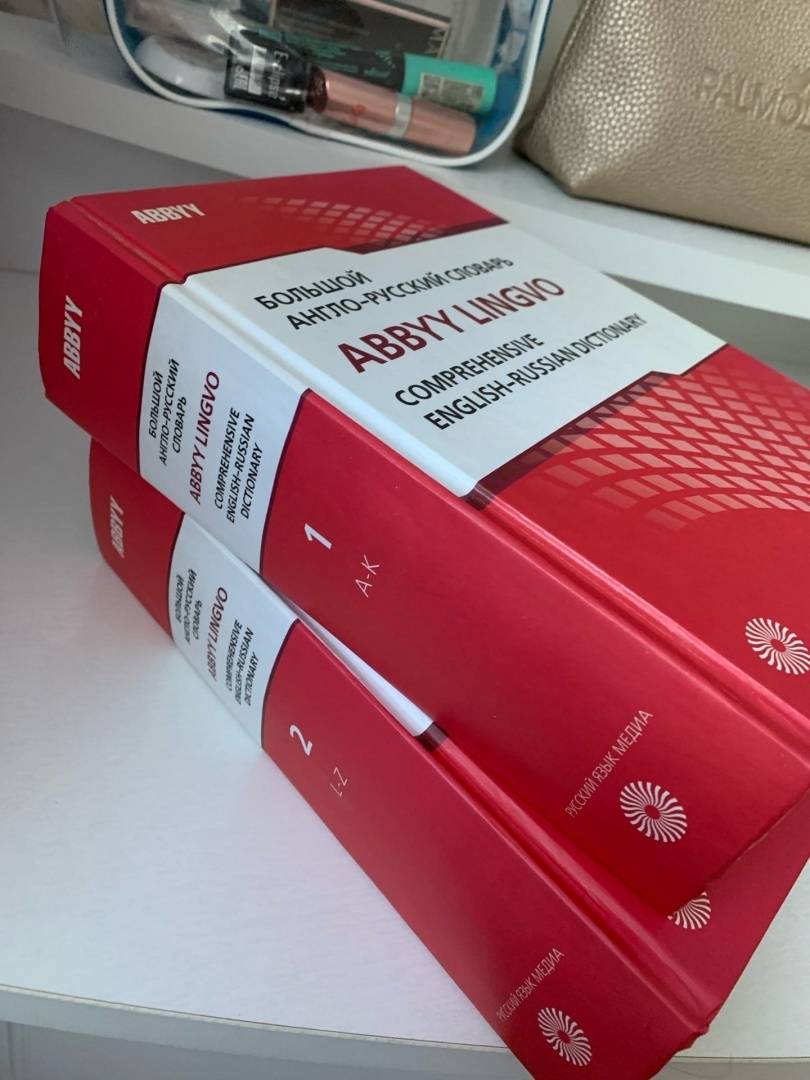 PALMO
ABBYY
БОЛЬШОЙ
АНГЛО-РУССКИЙ СЛОВАРЬ
ABBYY LINGVO
COMPREHENSIVE
ENGLISH-RUSSIAN DICTIONARY
ABBYY
БОЛЬШОЙ
АНГЛО-РУССКИЙ
СЛОВАРЬ
ABBYY LINGVO
COMPREHENSIVE
ENGLISH-RUSSIAN
DICTIONARY
1
A-K
РУССКИЙ ЯЗЫК МЕДИА
ABBYY
БОЛЬШОЙ
АНГЛО-РУССКИЙ
СЛОВАРЬ
ABBYY LINGVO
COMPREHENSIVE
ENGLISH-RUSSIAN
DICTIONARY
2
L-Z
РУССКИЙ ЯЗЫК МЕДИА